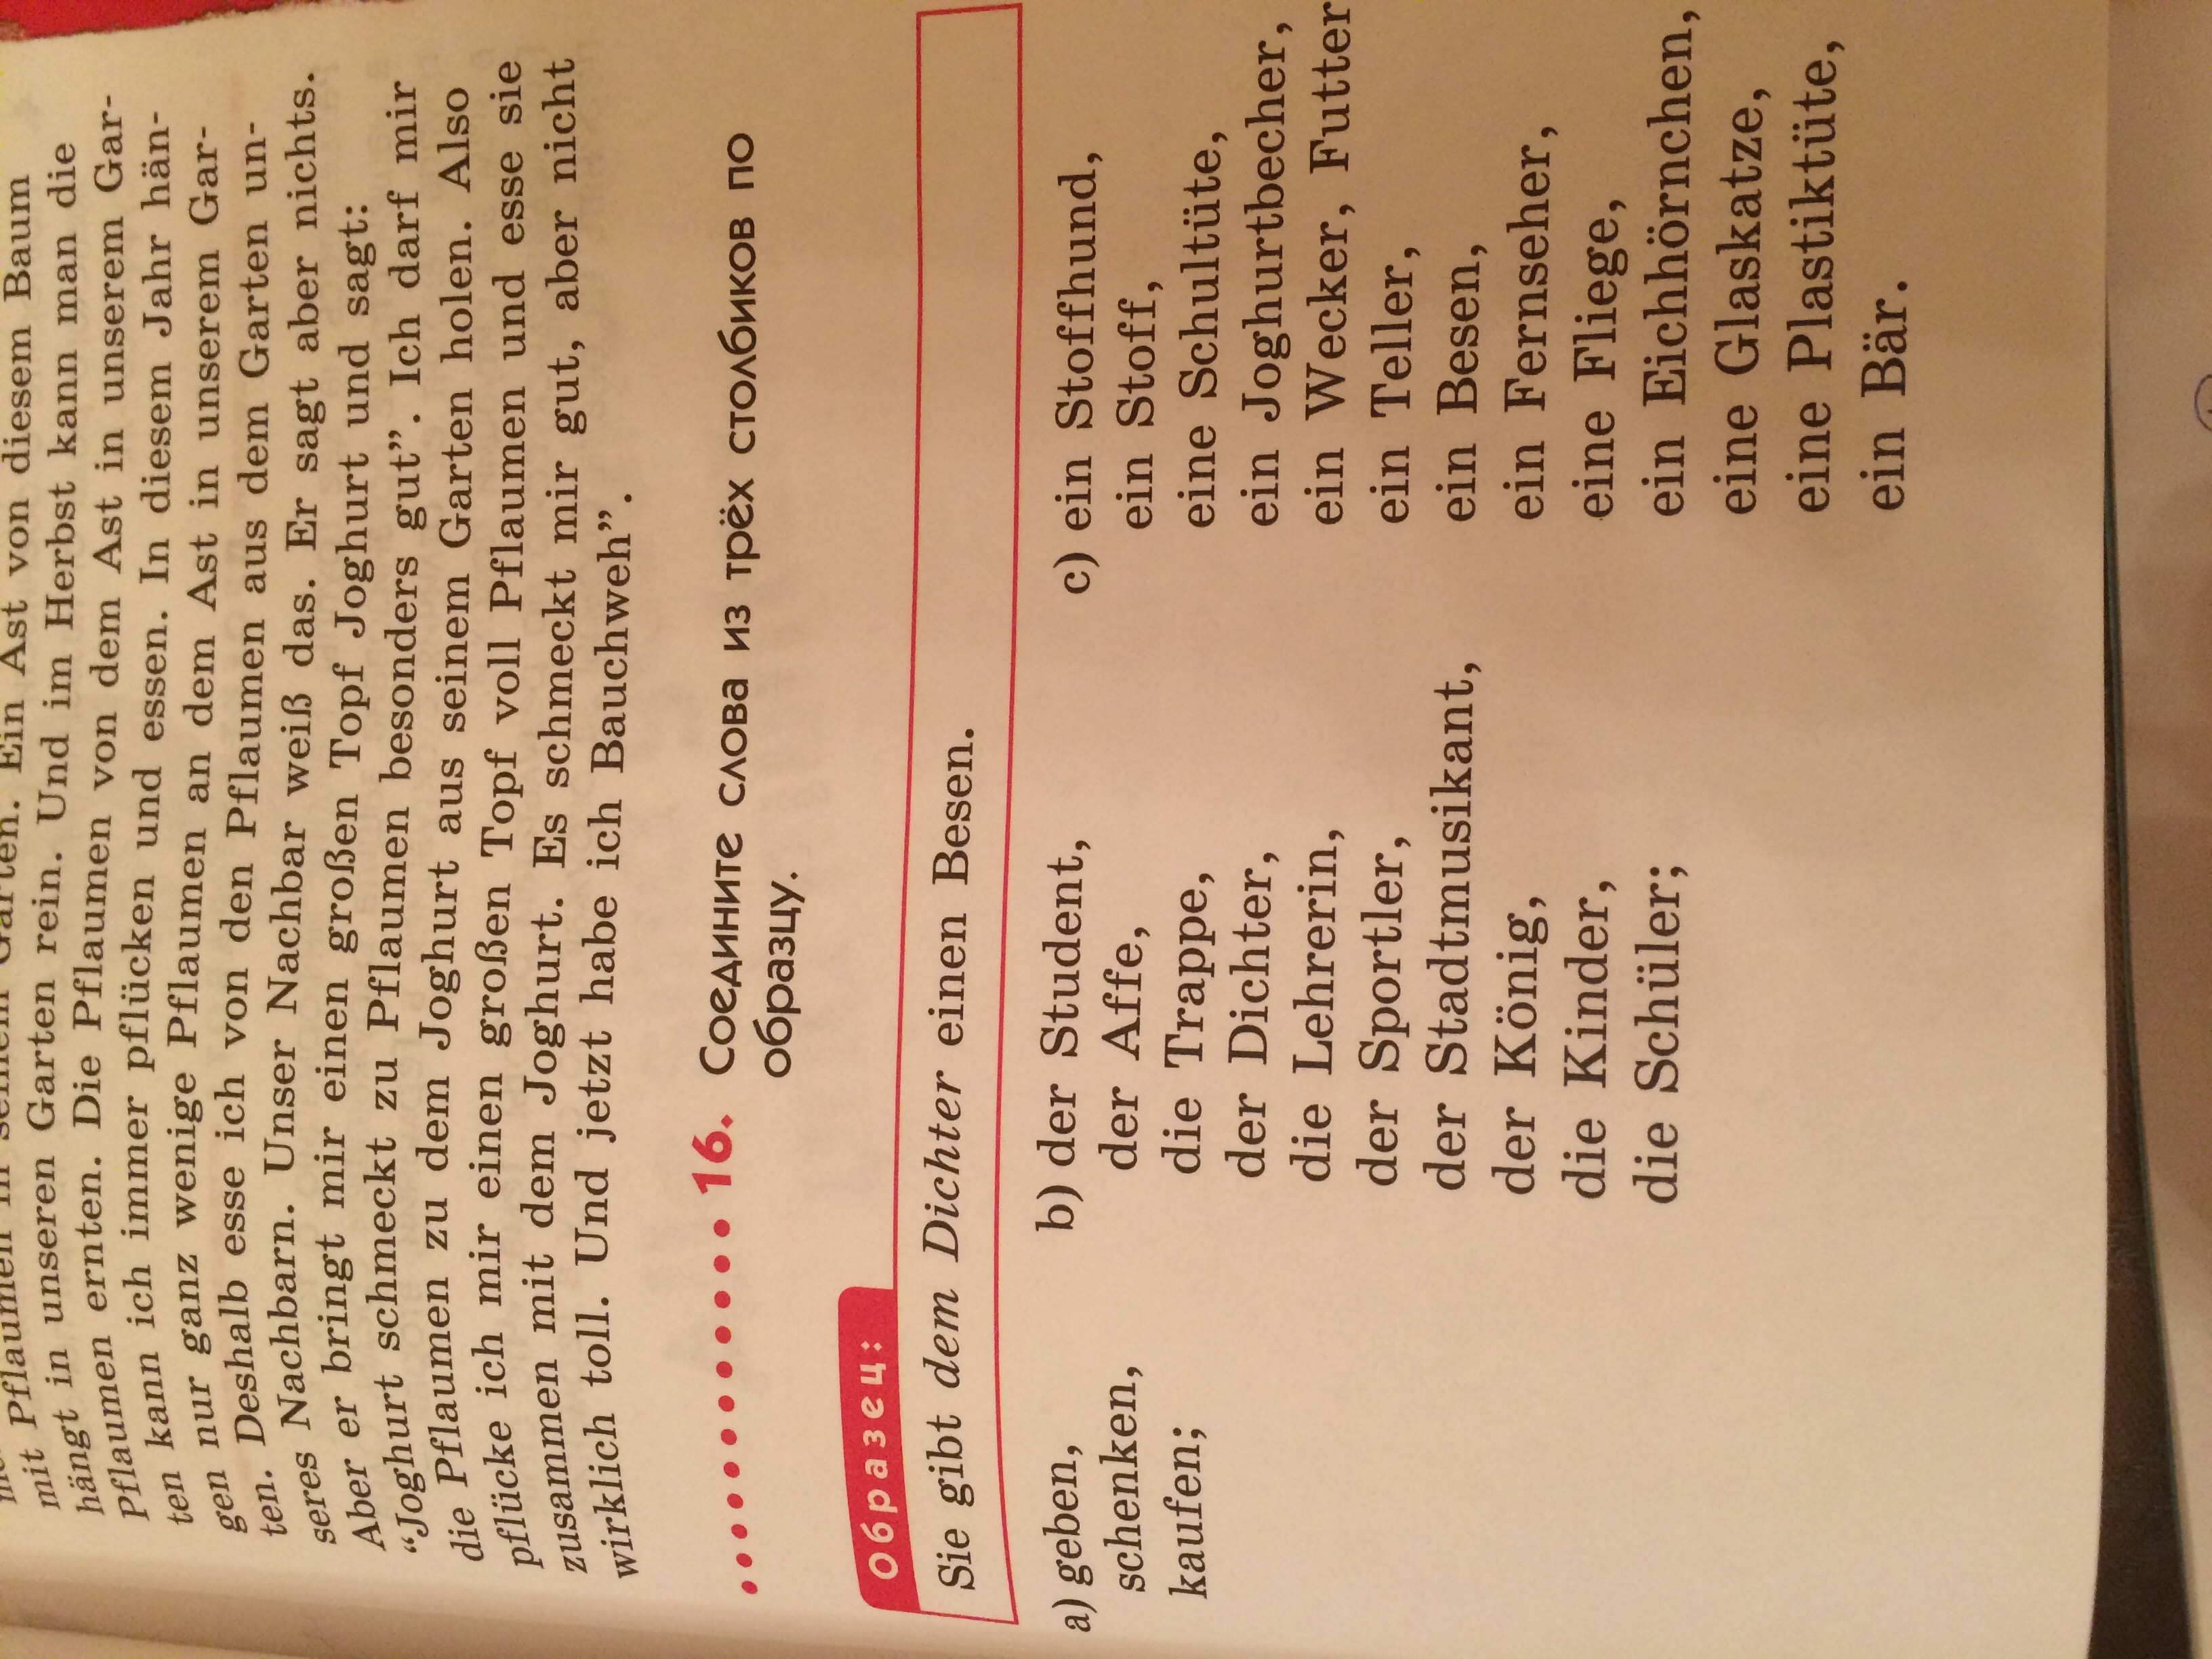 mit Pflaumen in seinem Garten. Ein Ast von diesem Baum
hängt in unseren Garten rein. Und im Herbst kann man die
Pflaumen ernten. Die Pflaumen von dem Ast in unserem Gar-
ten kann ich immer pflücken und essen. In diesem Jahr hän-
gen nur ganz wenige Pflaumen an dem Ast in unserem Gar-
ten. Deshalb esse ich von den Pflaumen aus dem Garten un-
seres Nachbarn. Unser Nachbar weiß das. Er sagt aber nichts.
Aber er bringt mir einen großen Topf Joghurt und sagt:
“Joghurt schmeckt zu Pflaumen besonders gut”. Ich darf mir
die Pflaumen zu dem Joghurt aus seinem Garten holen. Also
pflücke ich mir einen großen Topf voll Pflaumen und esse sie
zusammen mit dem Joghurt. Es schmeckt mir gut, aber nicht
wirklich toll. Und jetzt habe ich Bauchweh”.
16. Соедините слова из трёх столбиков по
образцу.
Образец:
Sie gibt dem Dichter einen Besen.
a) geben,
schenken,
kaufen;
b) der Student,
der Affe,
die Trappe,
der Dichter,
die Lehrerin,
der Sportler,
der Stadtmusikant,
der König,
die Kinder,
die Schüler;
c) ein Stoffhund,
ein Stoff,
eine Schultüte,
ein Joghurtbecher,
ein Wecker, Futter
ein Teller,
ein Besen,
ein Fernseher,
eine Fliege,
ein Eichhörnchen,
eine Glaskatze,
eine Plastiktüte,
ein Bär.